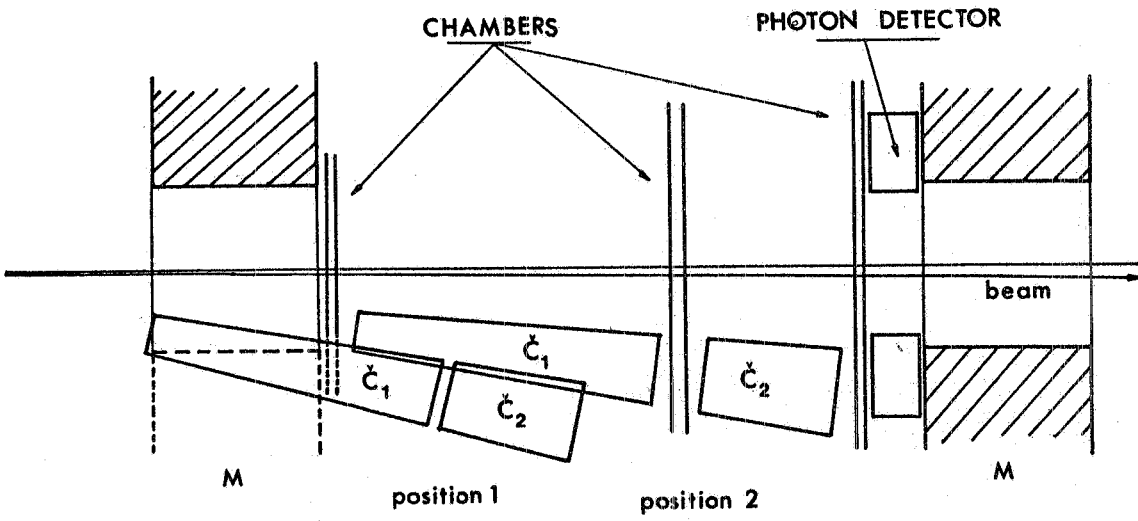 CHAMBERS
PHOTON DETECTOR
beam
Č₁
Č₁
Č₂
Č₂
M
M
position 1
position 2